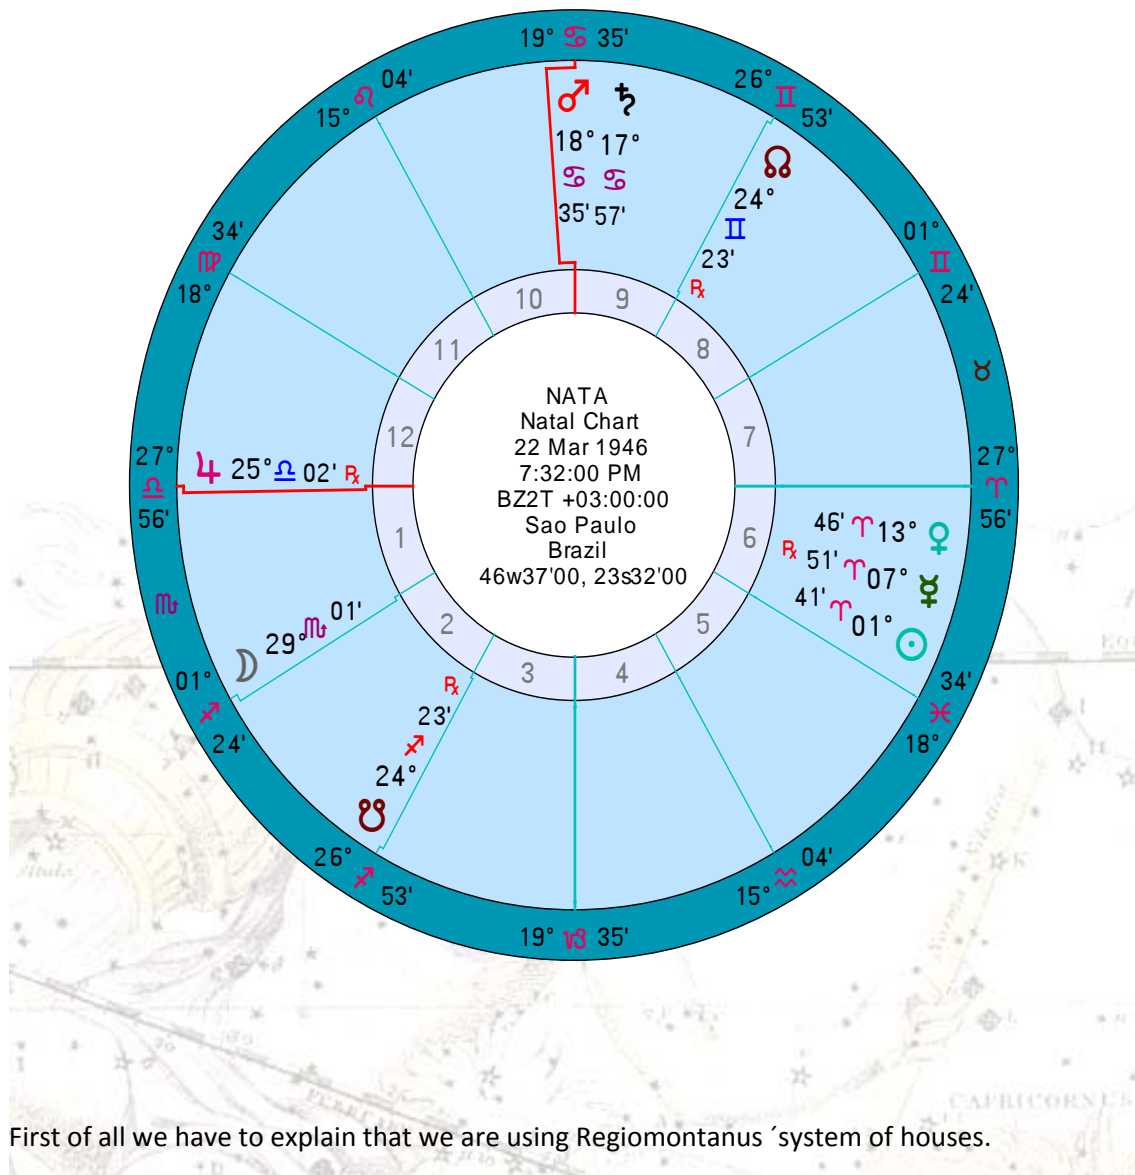 19° ♋ 35'
04' ♌ 15°
26° ♊ 53'
♂ ♄
18° 17°
♋ ♋
35' 57'
☊
24°
♊
23'
℞
34' ♍ 18°
01° ♊ 24'
10 9
11 8
12 7
1 6
2 5
3 4
♉
NATA
Natal Chart
22 Mar 1946
7:32:00 PM
BZ2T +03:00:00
Sao Paulo
Brazil
46w37'00, 23s32'00
27° ♎ 56'
♃ 25° ♎ 02' ℞
27° ♈ 56'
46' ♈ 13° ♀
℞ 51' ♈ 07° ☿
41' ♈ 01° ☉
♏
☽ 29° ♏ 01'
01° ♐ 24'
34' ♓ 18°
℞
23'
♐
24°
☋
26° ♐ 53'
04' ♒ 15°
19° ♑ 35'
CAPRICORNUS
First of all we have to explain that we are using Regiomontanus ´system of houses.